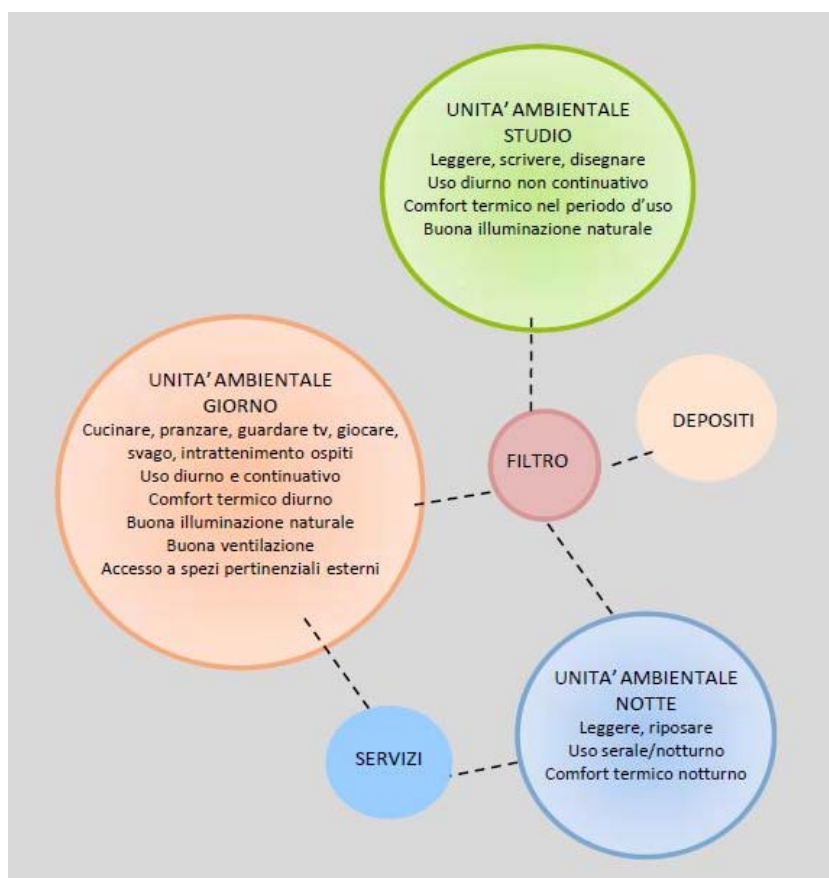 UNITA' AMBIENTALE
STUDIO
Leggere, scrivere, disegnare
Uso diurno non continuativo
Comfort termico nel periodo d'uso
Buona illuminazione naturale
UNITA' AMBIENTALE
GIORNO
Cucinare, pranzare, guardare tv, giocare,
svago, intrattenimento ospiti
Uso diurno e continuativo
Comfort termico diurno
Buona illuminazione naturale
Buona ventilazione
Accesso a spezi pertinenziali esterni
FILTRO
DEPOSITI
UNITA' AMBIENTALE
NOTTE
Leggere, riposare
Uso serale/notturno
Comfort termico notturno
SERVIZI